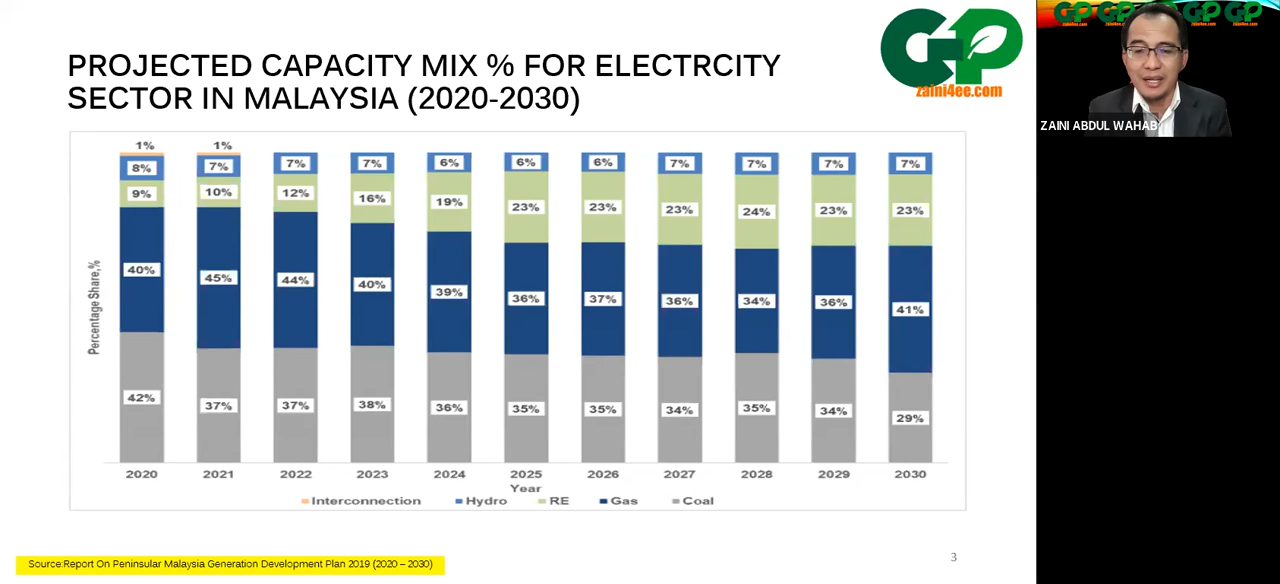 PROJECTED CAPACITY MIX % FOR ELECTRCITY
SECTOR IN MALAYSIA (2020-2030)
GP
zaini4ee.com
ZAINI ABDUL WAHAB
1% 1%
8% 7% 7% 7% 6% 6% 6% 7% 7% 7% 7%
9% 10% 12% 16% 19% 23% 23% 23% 24% 23% 23%
40% 45% 44% 40% 39% 36% 37% 36% 34% 36% 41%
42% 37% 37% 38% 36% 35% 35% 34% 35% 34% 29%
Percentage Share,%
2020 2021 2022 2023 2024 2025 2026 2027 2028 2029 2030
Year
Interconnection Hydro RE Gas Coal
Source:Report On Peninsular Malaysia Generation Development Plan 2019 (2020 – 2030)
3